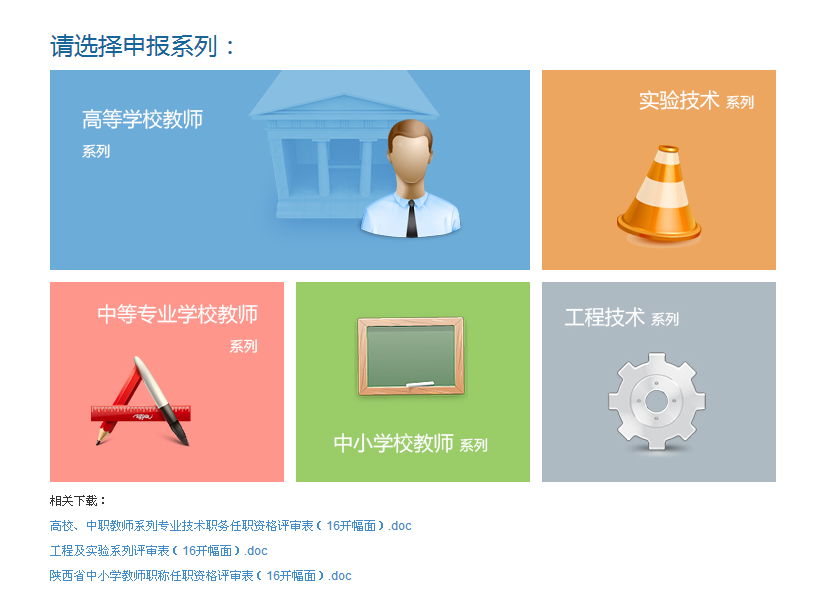 请选择申报系列：
高等学校教师
系列
实验技术 系列
中等专业学校教师
系列
中小学校教师 系列
工程技术 系列
相关下载：
高校、中职教师系列专业技术职务任职资格评审表（16开幅面）.doc
工程及实验系列评审表（16开幅面）.doc
陕西省中小学教师职称任职资格评审表（16开幅面）.doc